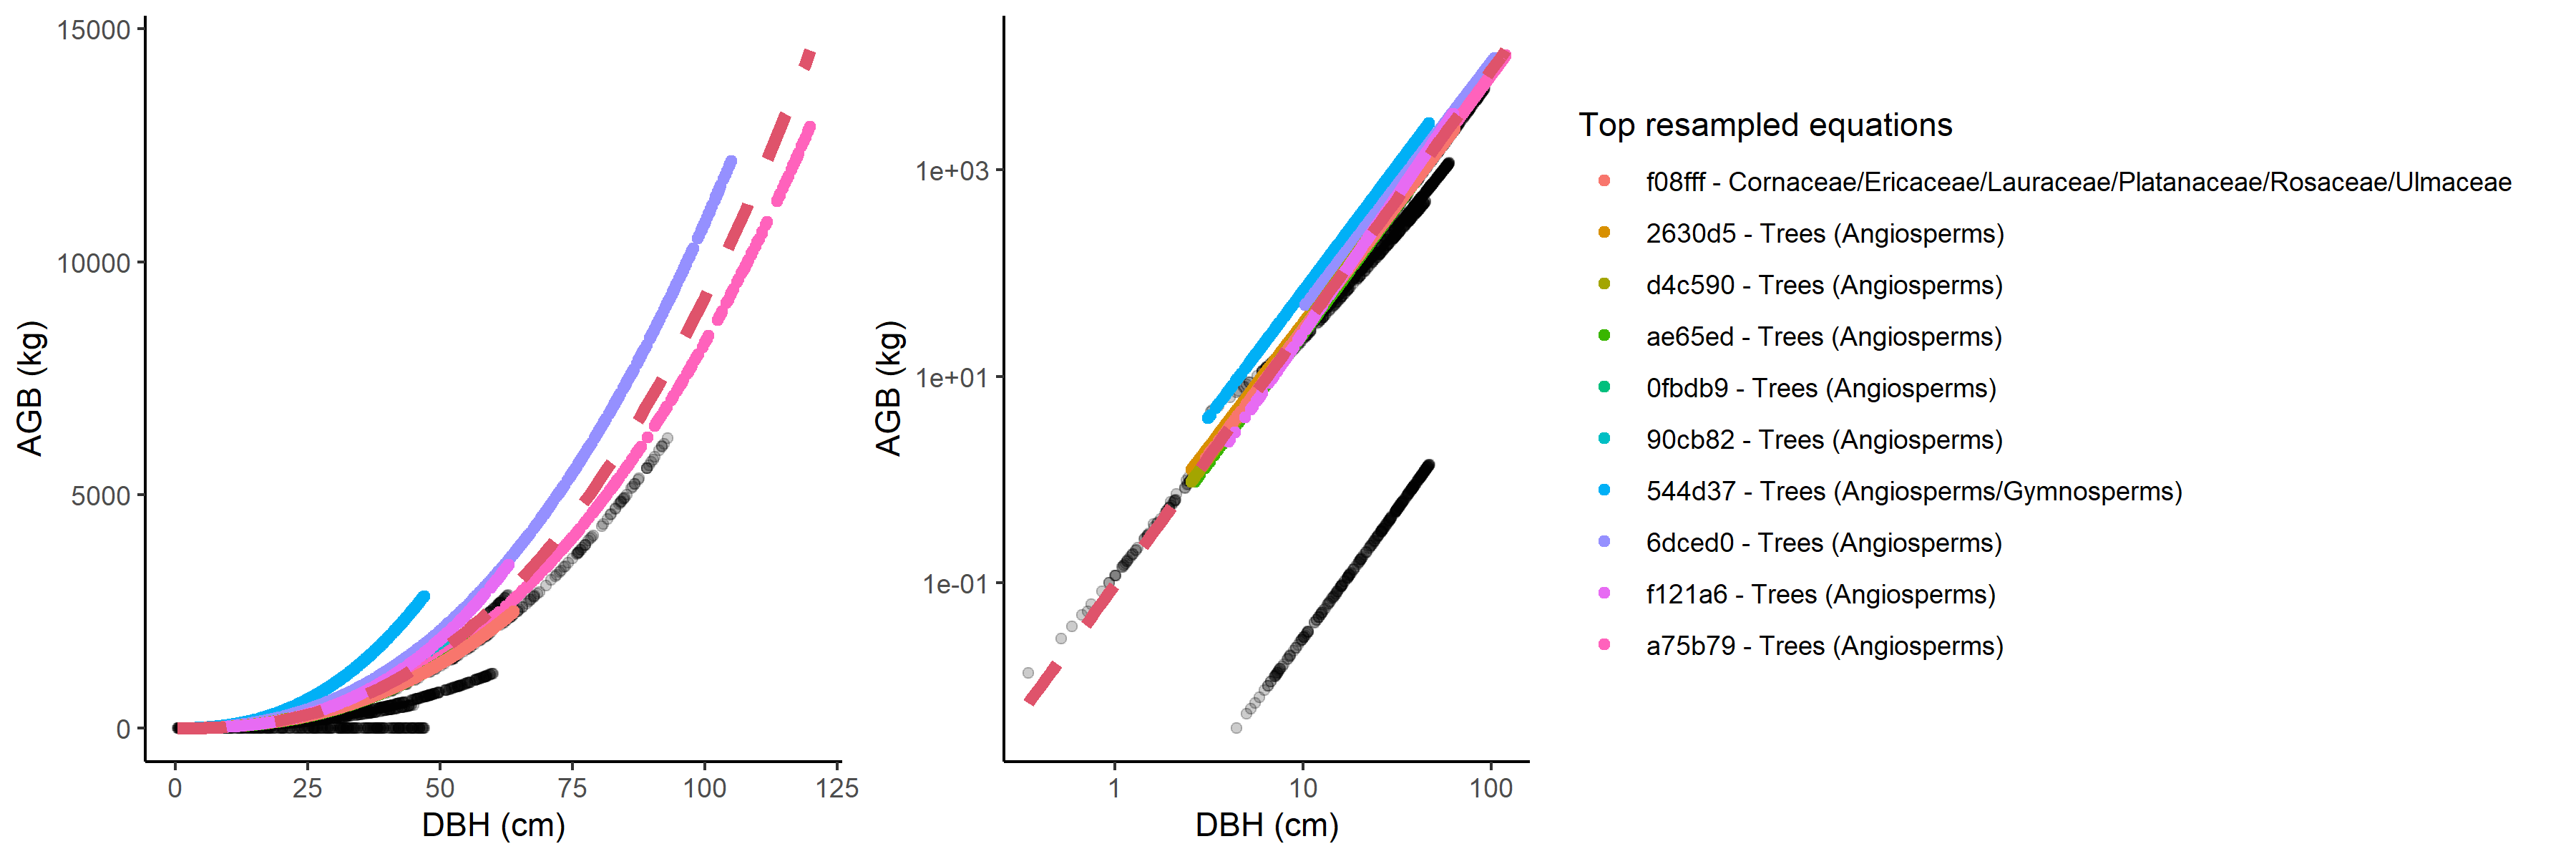 15000
10000
5000
0
AGB (kg)
0 25 50 75 100 125
DBH (cm)
1e+03
1e+01
1e-01
AGB (kg)
1 10 100
DBH (cm)
Top resampled equations
f08fff - Cornaceae/Ericaceae/Lauraceae/Platanaceae/Rosaceae/Ulmaceae
2630d5 - Trees (Angiosperms)
d4c590 - Trees (Angiosperms)
ae65ed - Trees (Angiosperms)
0fbdb9 - Trees (Angiosperms)
90cb82 - Trees (Angiosperms)
544d37 - Trees (Angiosperms/Gymnosperms)
6dced0 - Trees (Angiosperms)
f121a6 - Trees (Angiosperms)
a75b79 - Trees (Angiosperms)